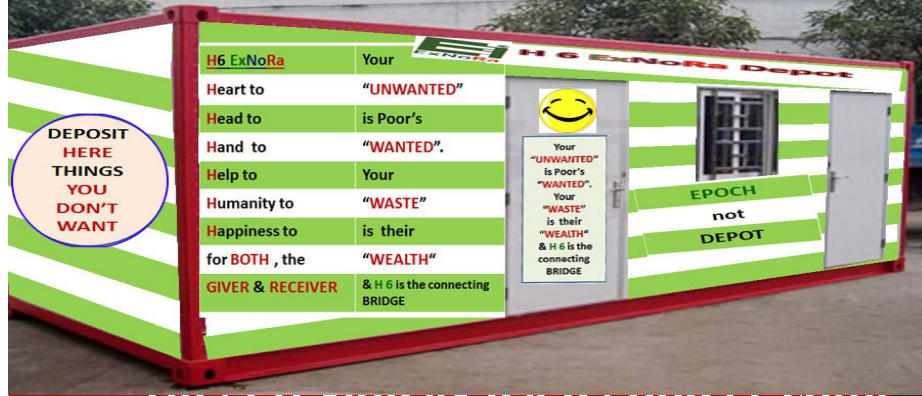 DEPOSIT
HERE
THINGS
YOU
DON'T
WANT
H6 ExNoRa
Heart to
Head to
Hand to
Help to
Humanity to
Happiness to
for BOTH , the
GIVER & RECEIVER
Your
“UNWANTED”
is Poor’s
“WANTED”.
Your
“WASTE”
is their
“WEALTH“
& H 6 is the connecting
BRIDGE
ExNoRa
H 6 ExNoRa Depot
Your
“UNWANTED”
is Poor’s
“WANTED”.
Your
“WASTE”
is their
“WEALTH“
& H 6 is the
connecting
BRIDGE
EPOCH
not
DEPOT